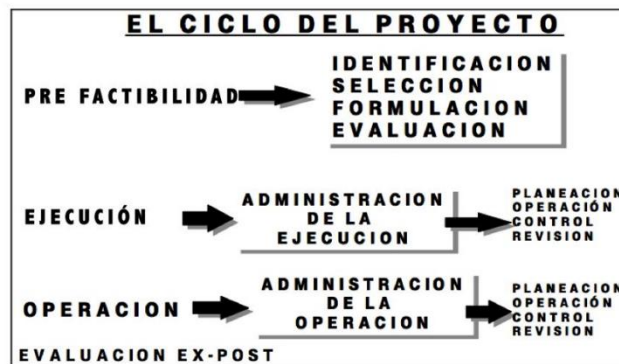 EL CICLO DEL PROYECTO
PRE FACTIBILIDAD
IDENTIFICACION
SELECCION
FORMULACION
EVALUACION
EJECUCIÓN
ADMINISTRACION
DE LA
EJECUCION
PLANEACION
OPERACIÓN
CONTROL
REVISION
OPERACION
ADMINISTRACION
DE LA
OPERACION
PLANEACION
OPERACIÓN
CONTROL
REVISION
EVALUACION EX-POST